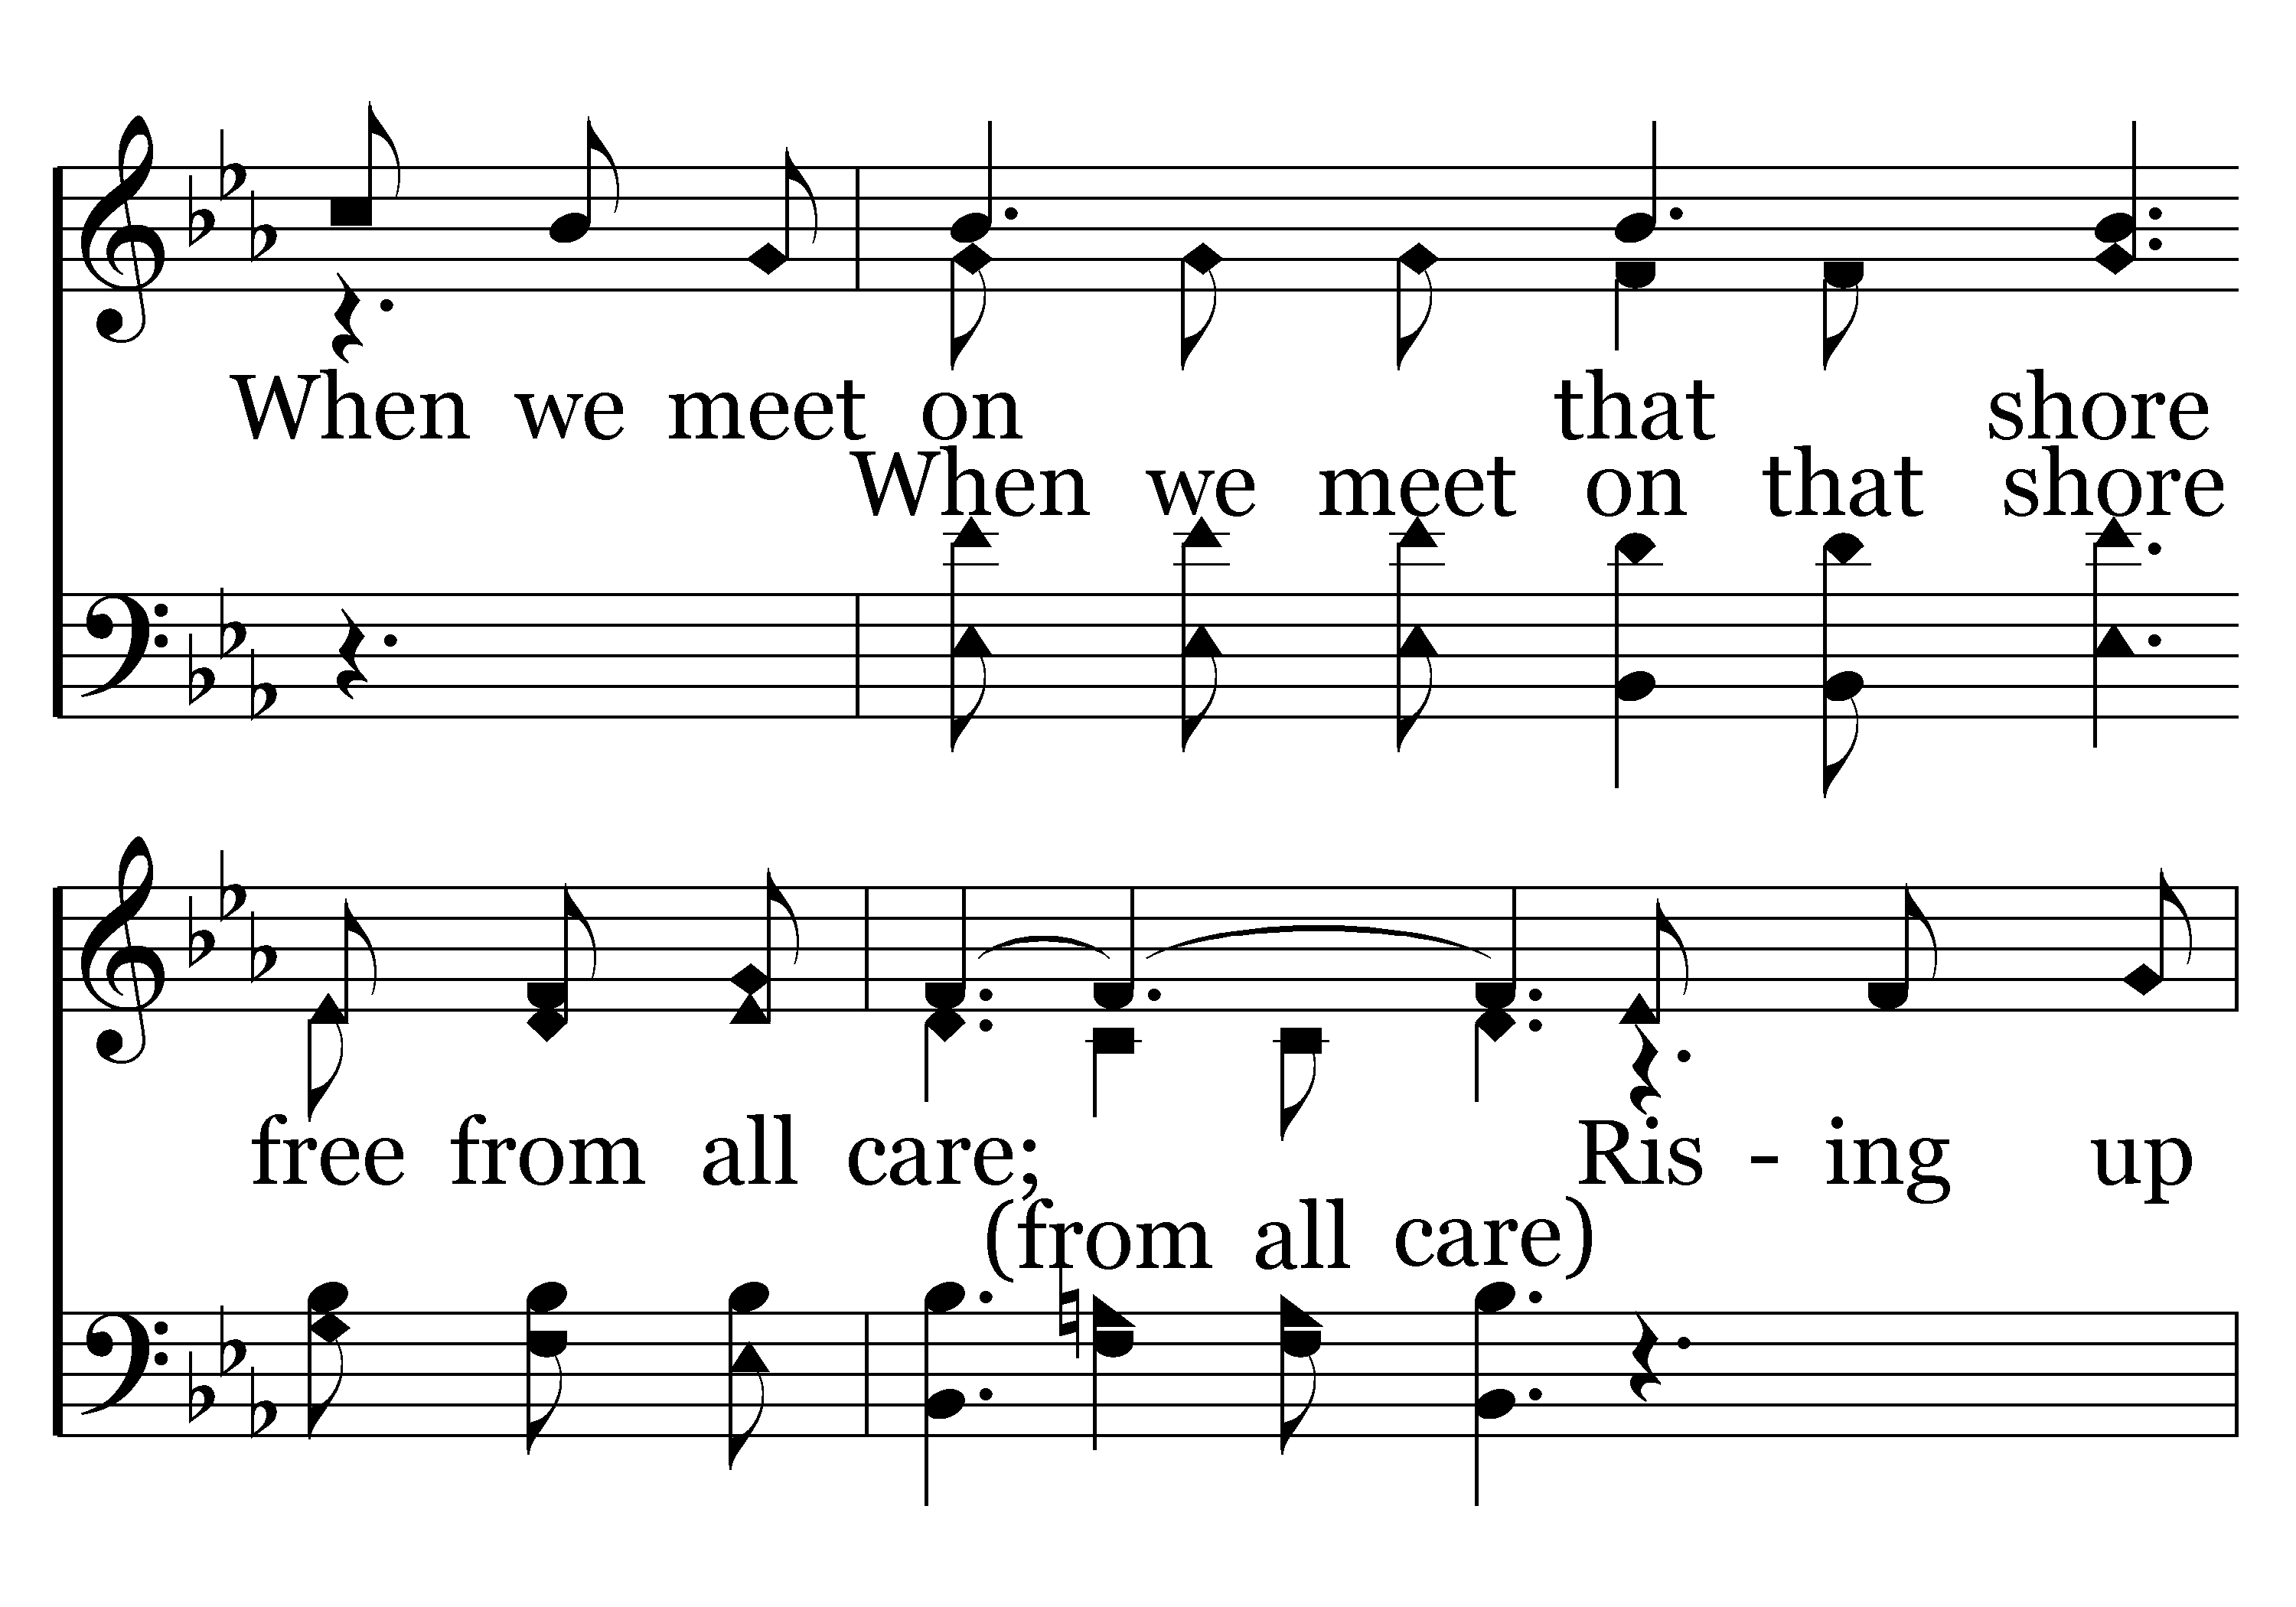 When we meet on that shore
When we meet on that shore
free from all care; Ris - ing up
(from all care)